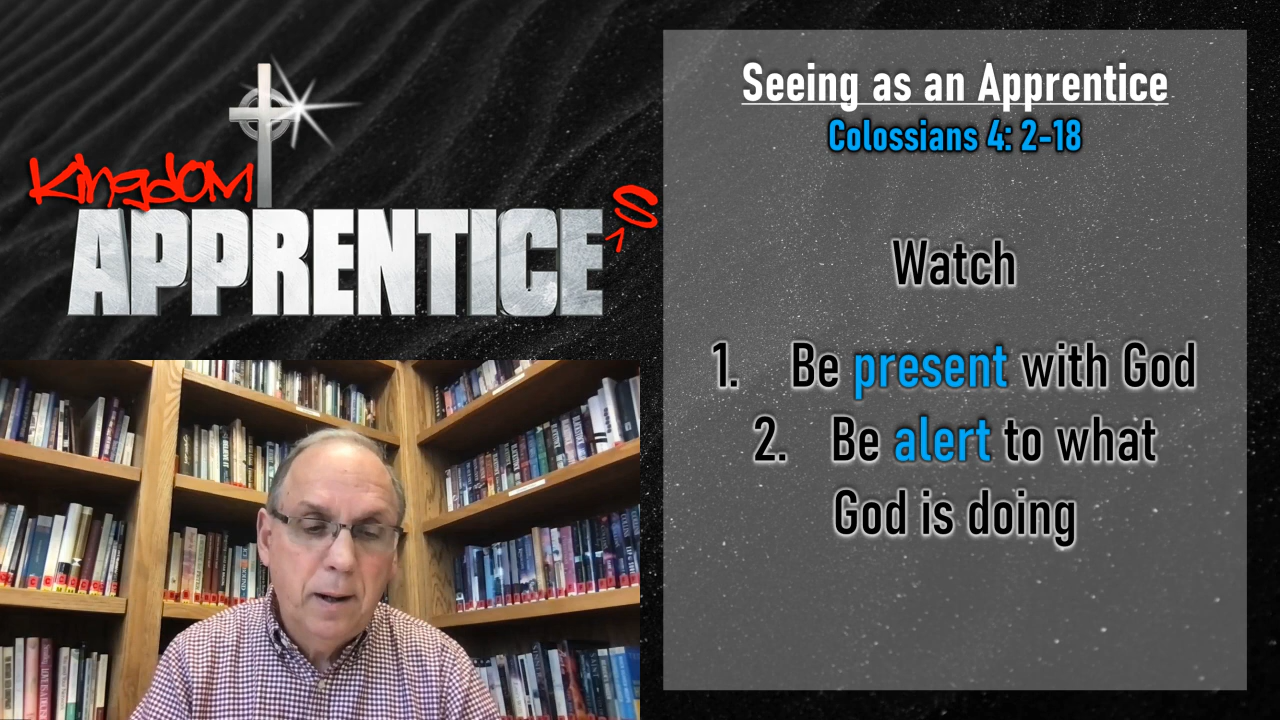 Kingdom
APPRENTICE
^
S
Seeing as an Apprentice
Colossians 4: 2-18
Watch
1. Be present with God
2. Be alert to what
God is doing